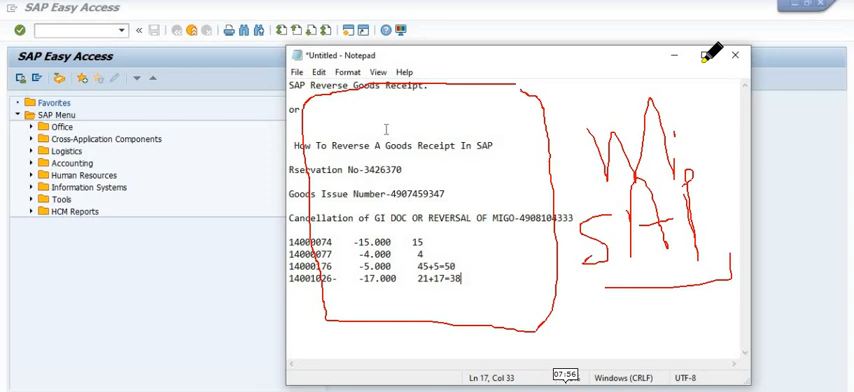 SAP Easy Access
SAP Easy Access
Favorites
SAP Menu
Office
Cross-Application Components
Logistics
Accounting
Human Resources
Information Systems
Tools
HCM Reports
*Untitled - Notepad
File Edit Format View Help
SAP Reverse Goods Receipt.
or
How To Reverse A Goods Receipt In SAP
Rservation No-3426370
Goods Issue Number-4907459347
Cancellation of GI DOC OR REVERSAL OF MIGO-4908104333
14000074 -15.000 15
14000077 -4.000 4
14000176 -5.000 45+5=50
14001026- -17.000 21+17=38
Ln 17, Col 33 07:56 Windows (CRLF) UTF-8
SAP